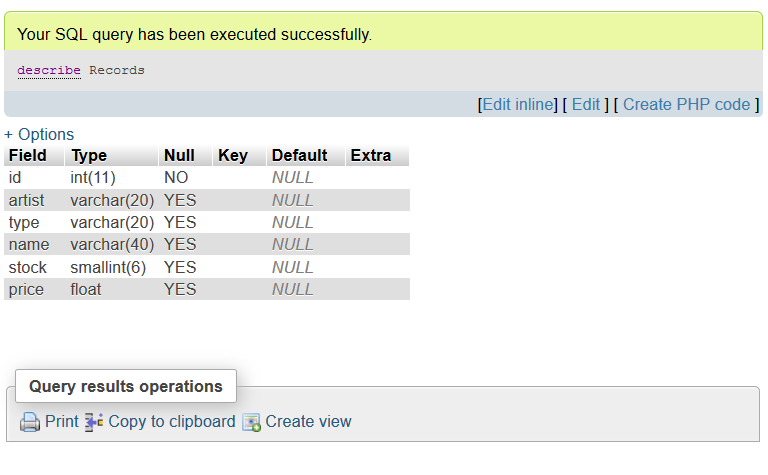 Your SQL query has been executed successfully.
describe Records
[Edit inline] [ Edit ] [ Create PHP code ]
+ Options
Field Type Null Key Default Extra
id int(11) NO NULL
artist varchar(20) YES NULL
type varchar(20) YES NULL
name varchar(40) YES NULL
stock smallint(6) YES NULL
price float YES NULL
Query results operations
Print Copy to clipboard Create view